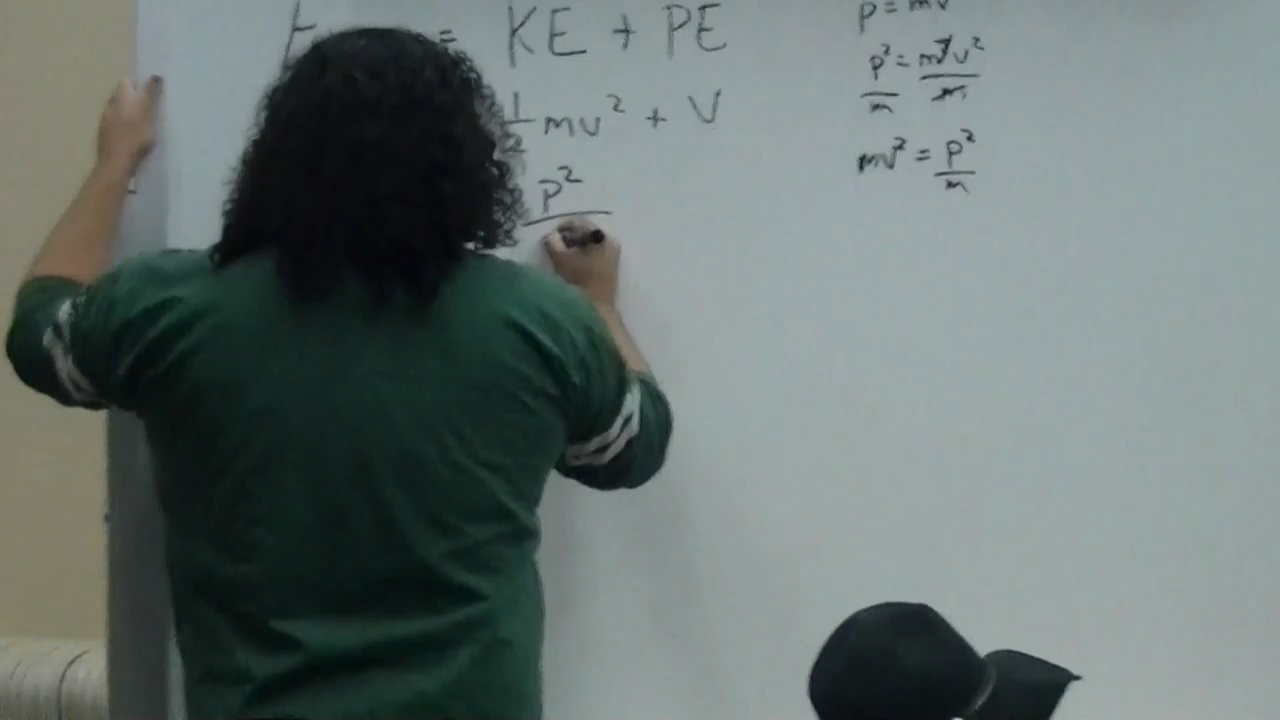 = KE + PE
1/2 mv² + V
p²
p = mv
p²/m = m²v²/m
mv² = p²/m